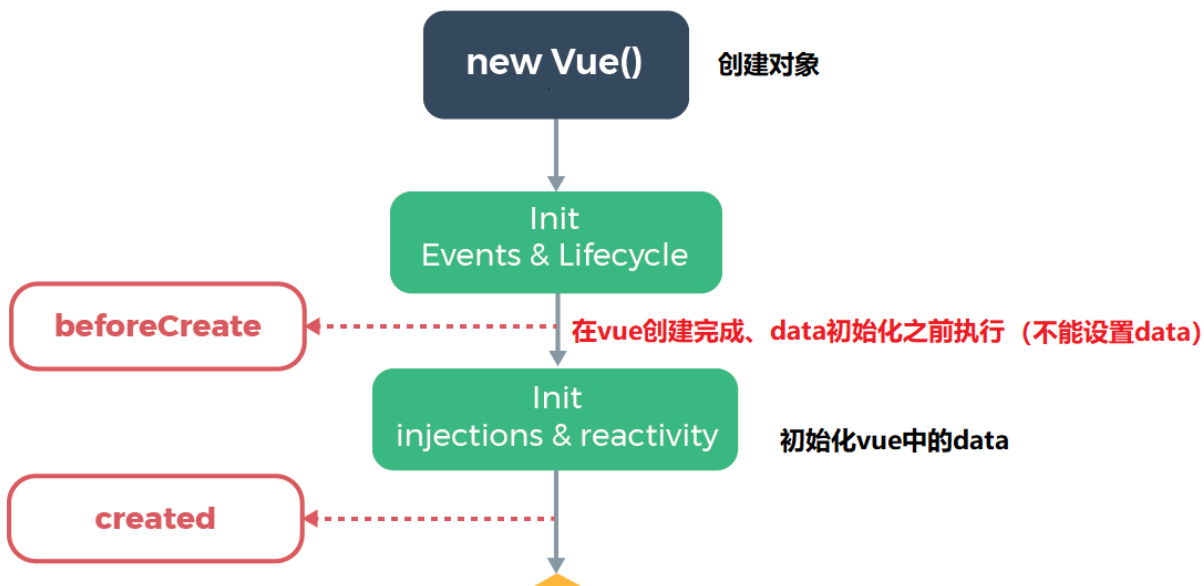 new Vue()
创建对象
Init
Events & Lifecycle
beforeCreate
在vue创建完成、data初始化之前执行（不能设置data）
Init
injections & reactivity
初始化vue中的data
created